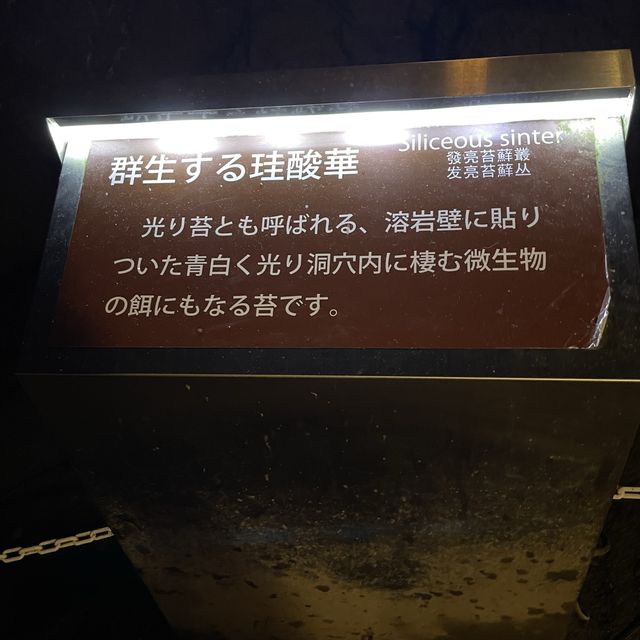 群生する珪酸華
Siliceous sinter
發亮苔蘚叢
发亮苔藓丛
光り苔とも呼ばれる、溶岩壁に貼り
ついた青白く光り洞穴内に棲む微生物
の餌にもなる苔です。